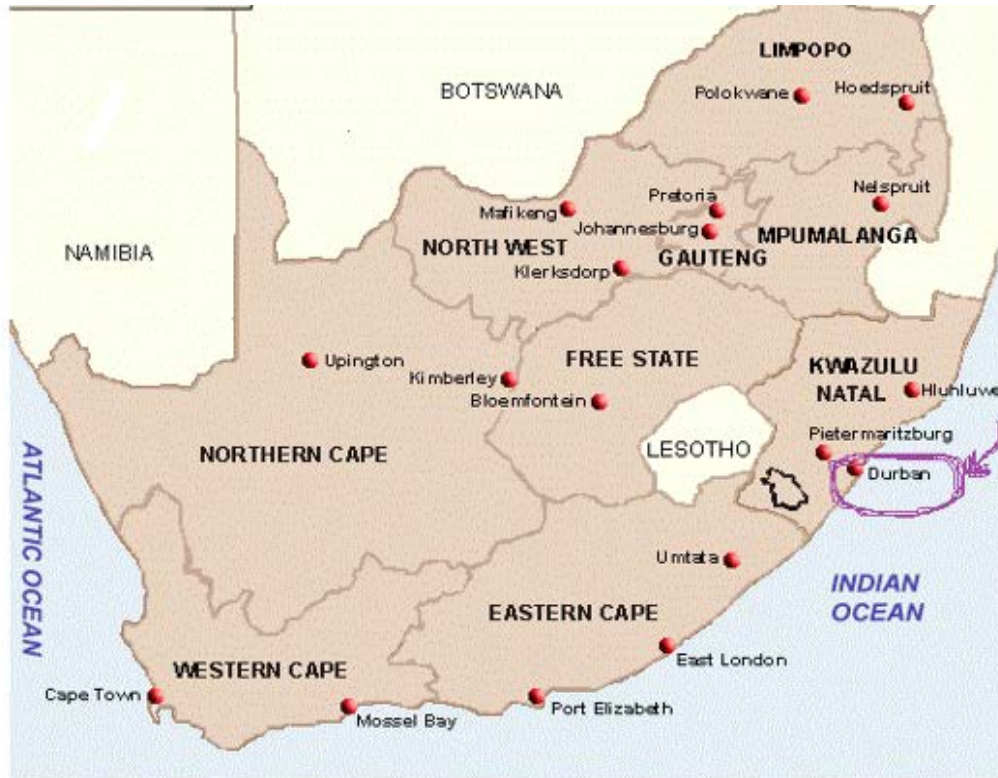 LIMPOPO
BOTSWANA
Polokwane
Hoedspruit
Pretoria
Nelspruit
Mafikeng
Johannesburg
MPUMALANGA
NAMIBIA
NORTH WEST
GAUTENG
Klerksdorp
Upington
FREE STATE
KWAZULU
NATAL
Kimberley
Hluhluwe
Bloemfontein
Pietermaritzburg
NORTHERN CAPE
LESOTHO
Durban
ATLANTIC OCEAN
Umtata
INDIAN
OCEAN
EASTERN CAPE
WESTERN CAPE
East London
Cape Town
Mossel Bay
Port Elizabeth